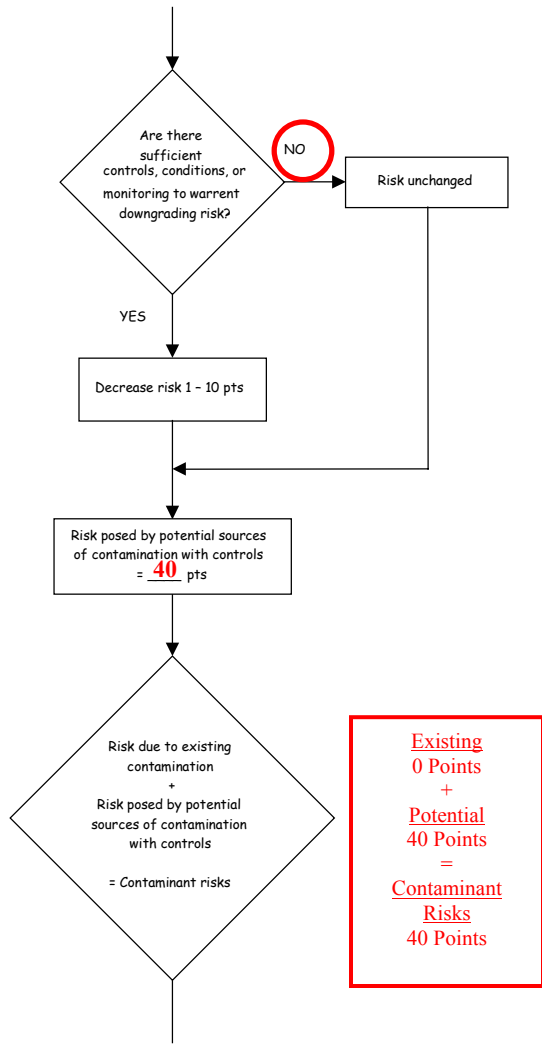 Are there
sufficient
controls, conditions, or
monitoring to warrent
downgrading risk?
NO
Risk unchanged
YES
Decrease risk 1 – 10 pts
Risk posed by potential sources
of contamination with controls
= 40 pts
Risk due to existing
contamination
+
Risk posed by potential
sources of contamination
with controls
= Contaminant risks
Existing
0 Points
+
Potential
40 Points
=
Contaminant
Risks
40 Points